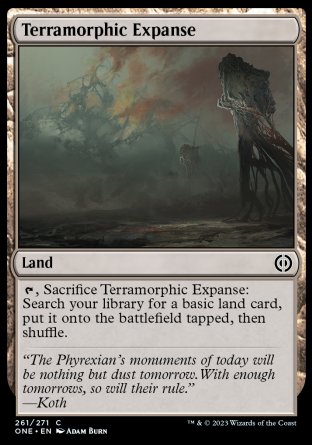 Terramorphic Expanse
Land
, Sacrifice Terramorphic Expanse:
Search your library for a basic land card,
put it onto the battlefield tapped, then
shuffle.
“The Phyrexian’s monuments of today will
be nothing but dust tomorrow. With enough
tomorrows, so will their rule.”
—Koth
261/271 C
ONE • EN Adam Burn
™ & © 2023 Wizards of the Coast